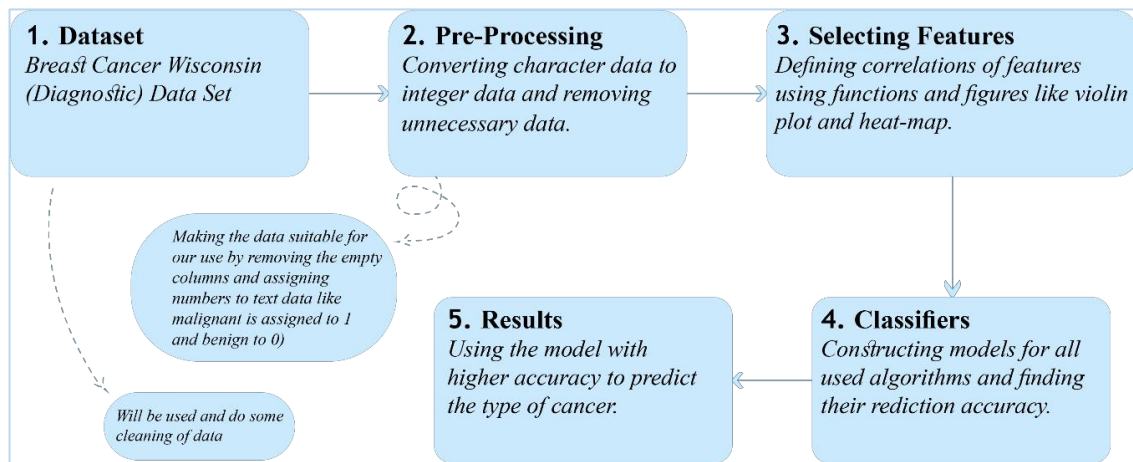 1. Dataset
Breast Cancer Wisconsin
(Diagnostic) Data Set
2. Pre-Processing
Converting character data to
integer data and removing
unnecessary data.
3. Selecting Features
Defining correlations of features
using functions and figures like violin
plot and heat-map.
Making the data suitable for
our use by removing the empty
columns and assigning
numbers to text data like
malignant is assigned to 1
and benign to 0)
Will be used and do some
cleaning of data
5. Results
Using the model with
higher accuracy to predict
the type of cancer.
4. Classifiers
Constructing models for all
used algorithms and finding
their rediction accuracy.